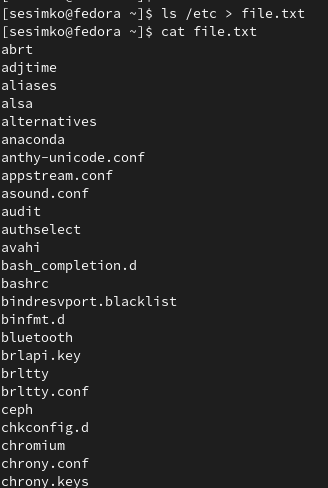 [sesimko@fedora ~]$ ls /etc > file.txt
[sesimko@fedora ~]$ cat file.txt
abrt
adjtime
aliases
alsa
alternatives
anaconda
anthy-unicode.conf
appstream.conf
asound.conf
audit
authselect
avahi
bash_completion.d
bashrc
bindresvport.blacklist
binfmt.d
bluetooth
brlapi.key
brltty
brltty.conf
ceph
chkconfig.d
chromium
chrony.conf
chrony.keys